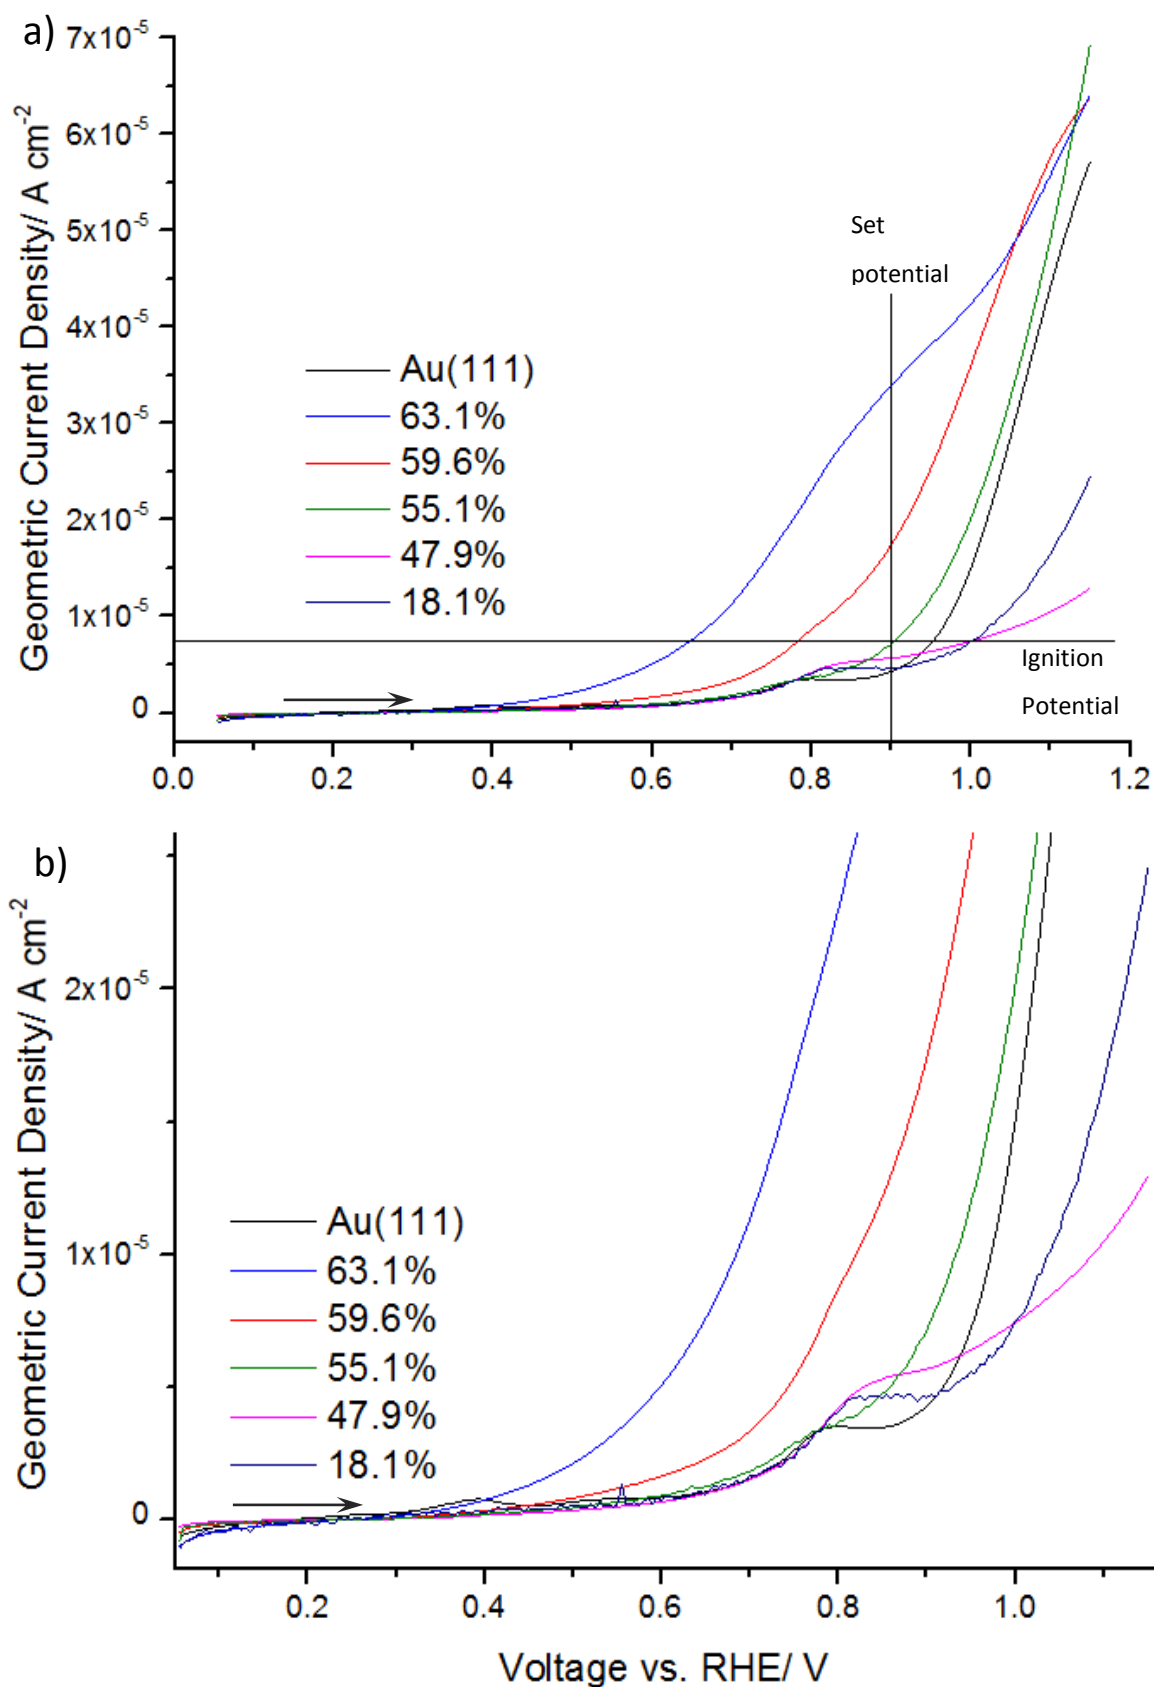 a)
Geometric Current Density/ A cm⁻²
7x10⁻⁵
6x10⁻⁵
5x10⁻⁵
4x10⁻⁵
3x10⁻⁵
2x10⁻⁵
1x10⁻⁵
0
Set
potential
Au(111)
63.1%
59.6%
55.1%
47.9%
18.1%
Ignition
Potential
0.0 0.2 0.4 0.6 0.8 1.0 1.2
b)
Geometric Current Density/ A cm⁻²
2x10⁻⁵
1x10⁻⁵
0
Au(111)
63.1%
59.6%
55.1%
47.9%
18.1%
0.2 0.4 0.6 0.8 1.0
Voltage vs. RHE/ V